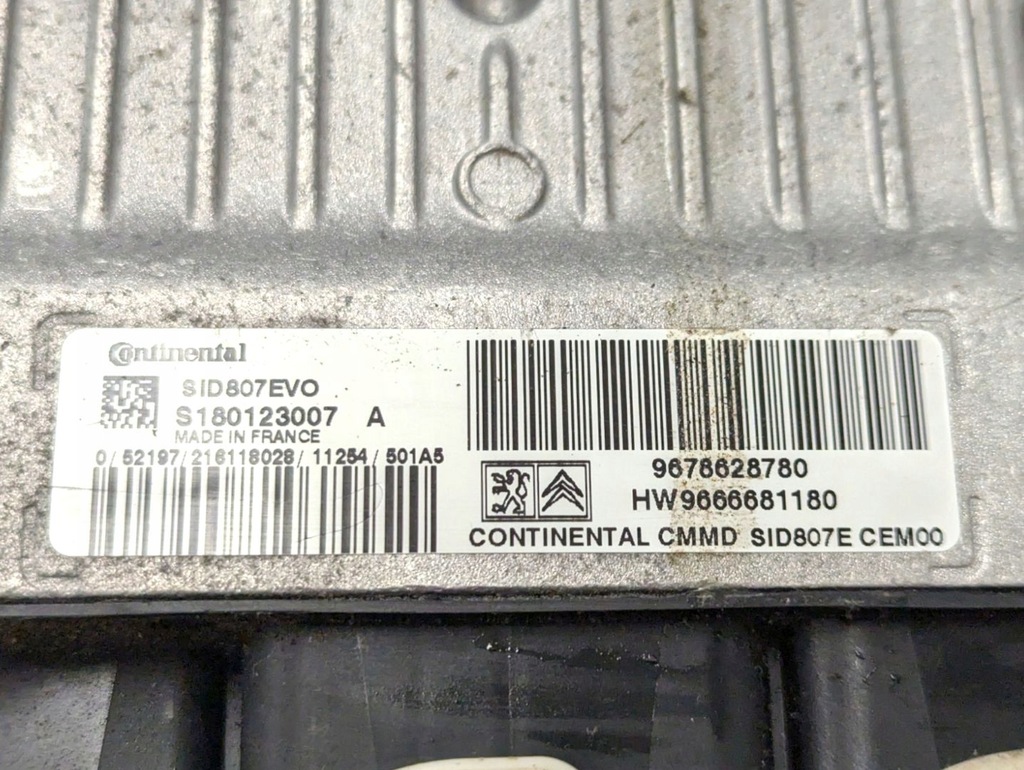 Continental
SID807EVO
S180123007 A
MADE IN FRANCE
0/52197/216118028/11254/501A5
9678628780
HW9666681180
CONTINENTAL CMMD SID807E CEM00